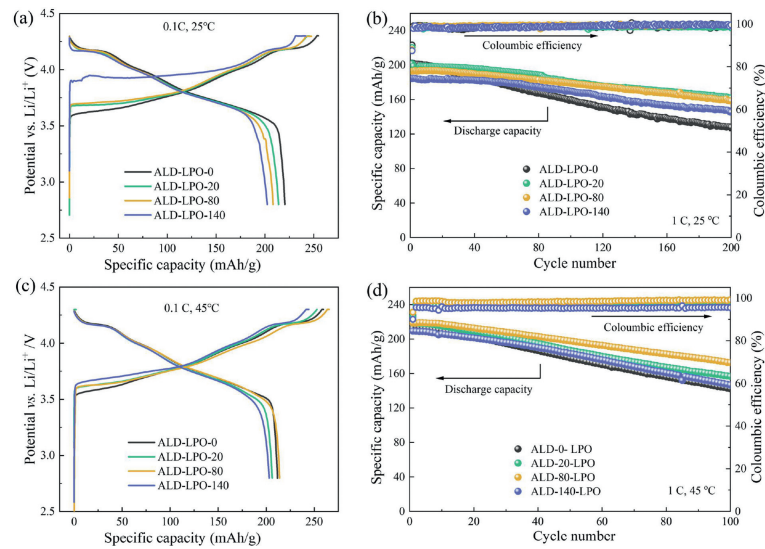 (a)
0.1C, 25°C
Potential vs. Li/Li⁺ (V)
4.5
4.0
3.5
3.0
2.5
ALD-LPO-0
ALD-LPO-20
ALD-LPO-80
ALD-LPO-140
0 50 100 150 200 250
Specific capacity (mAh/g)
(b)
Specific capacity (mAh/g)
240
200
160
120
80
40
0
Coloumbic efficiency
Discharge capacity
ALD-LPO-0
ALD-LPO-20
ALD-LPO-80
ALD-LPO-140
1 C, 25 °C
100
80
60
40
20
0
Coloumbic efficiency (%)
0 40 80 120 160 200
Cycle number
(c)
0.1 C, 45°C
Potential vs. Li/Li⁺ /V
4.5
4.0
3.5
3.0
2.5
ALD-LPO-0
ALD-LPO-20
ALD-LPO-80
ALD-LPO-140
0 50 100 150 200 250
Specific capacity (mAh/g)
(d)
Specific capacity (mAh/g)
240
200
160
120
80
40
0
Coloumbic efficiency
Discharge capacity
ALD-0- LPO
ALD-20-LPO
ALD-80-LPO
ALD-140-LPO
1 C, 45 °C
100
80
60
40
20
0
Coloumbic efficiency (%)
0 20 40 60 80 100
Cycle number